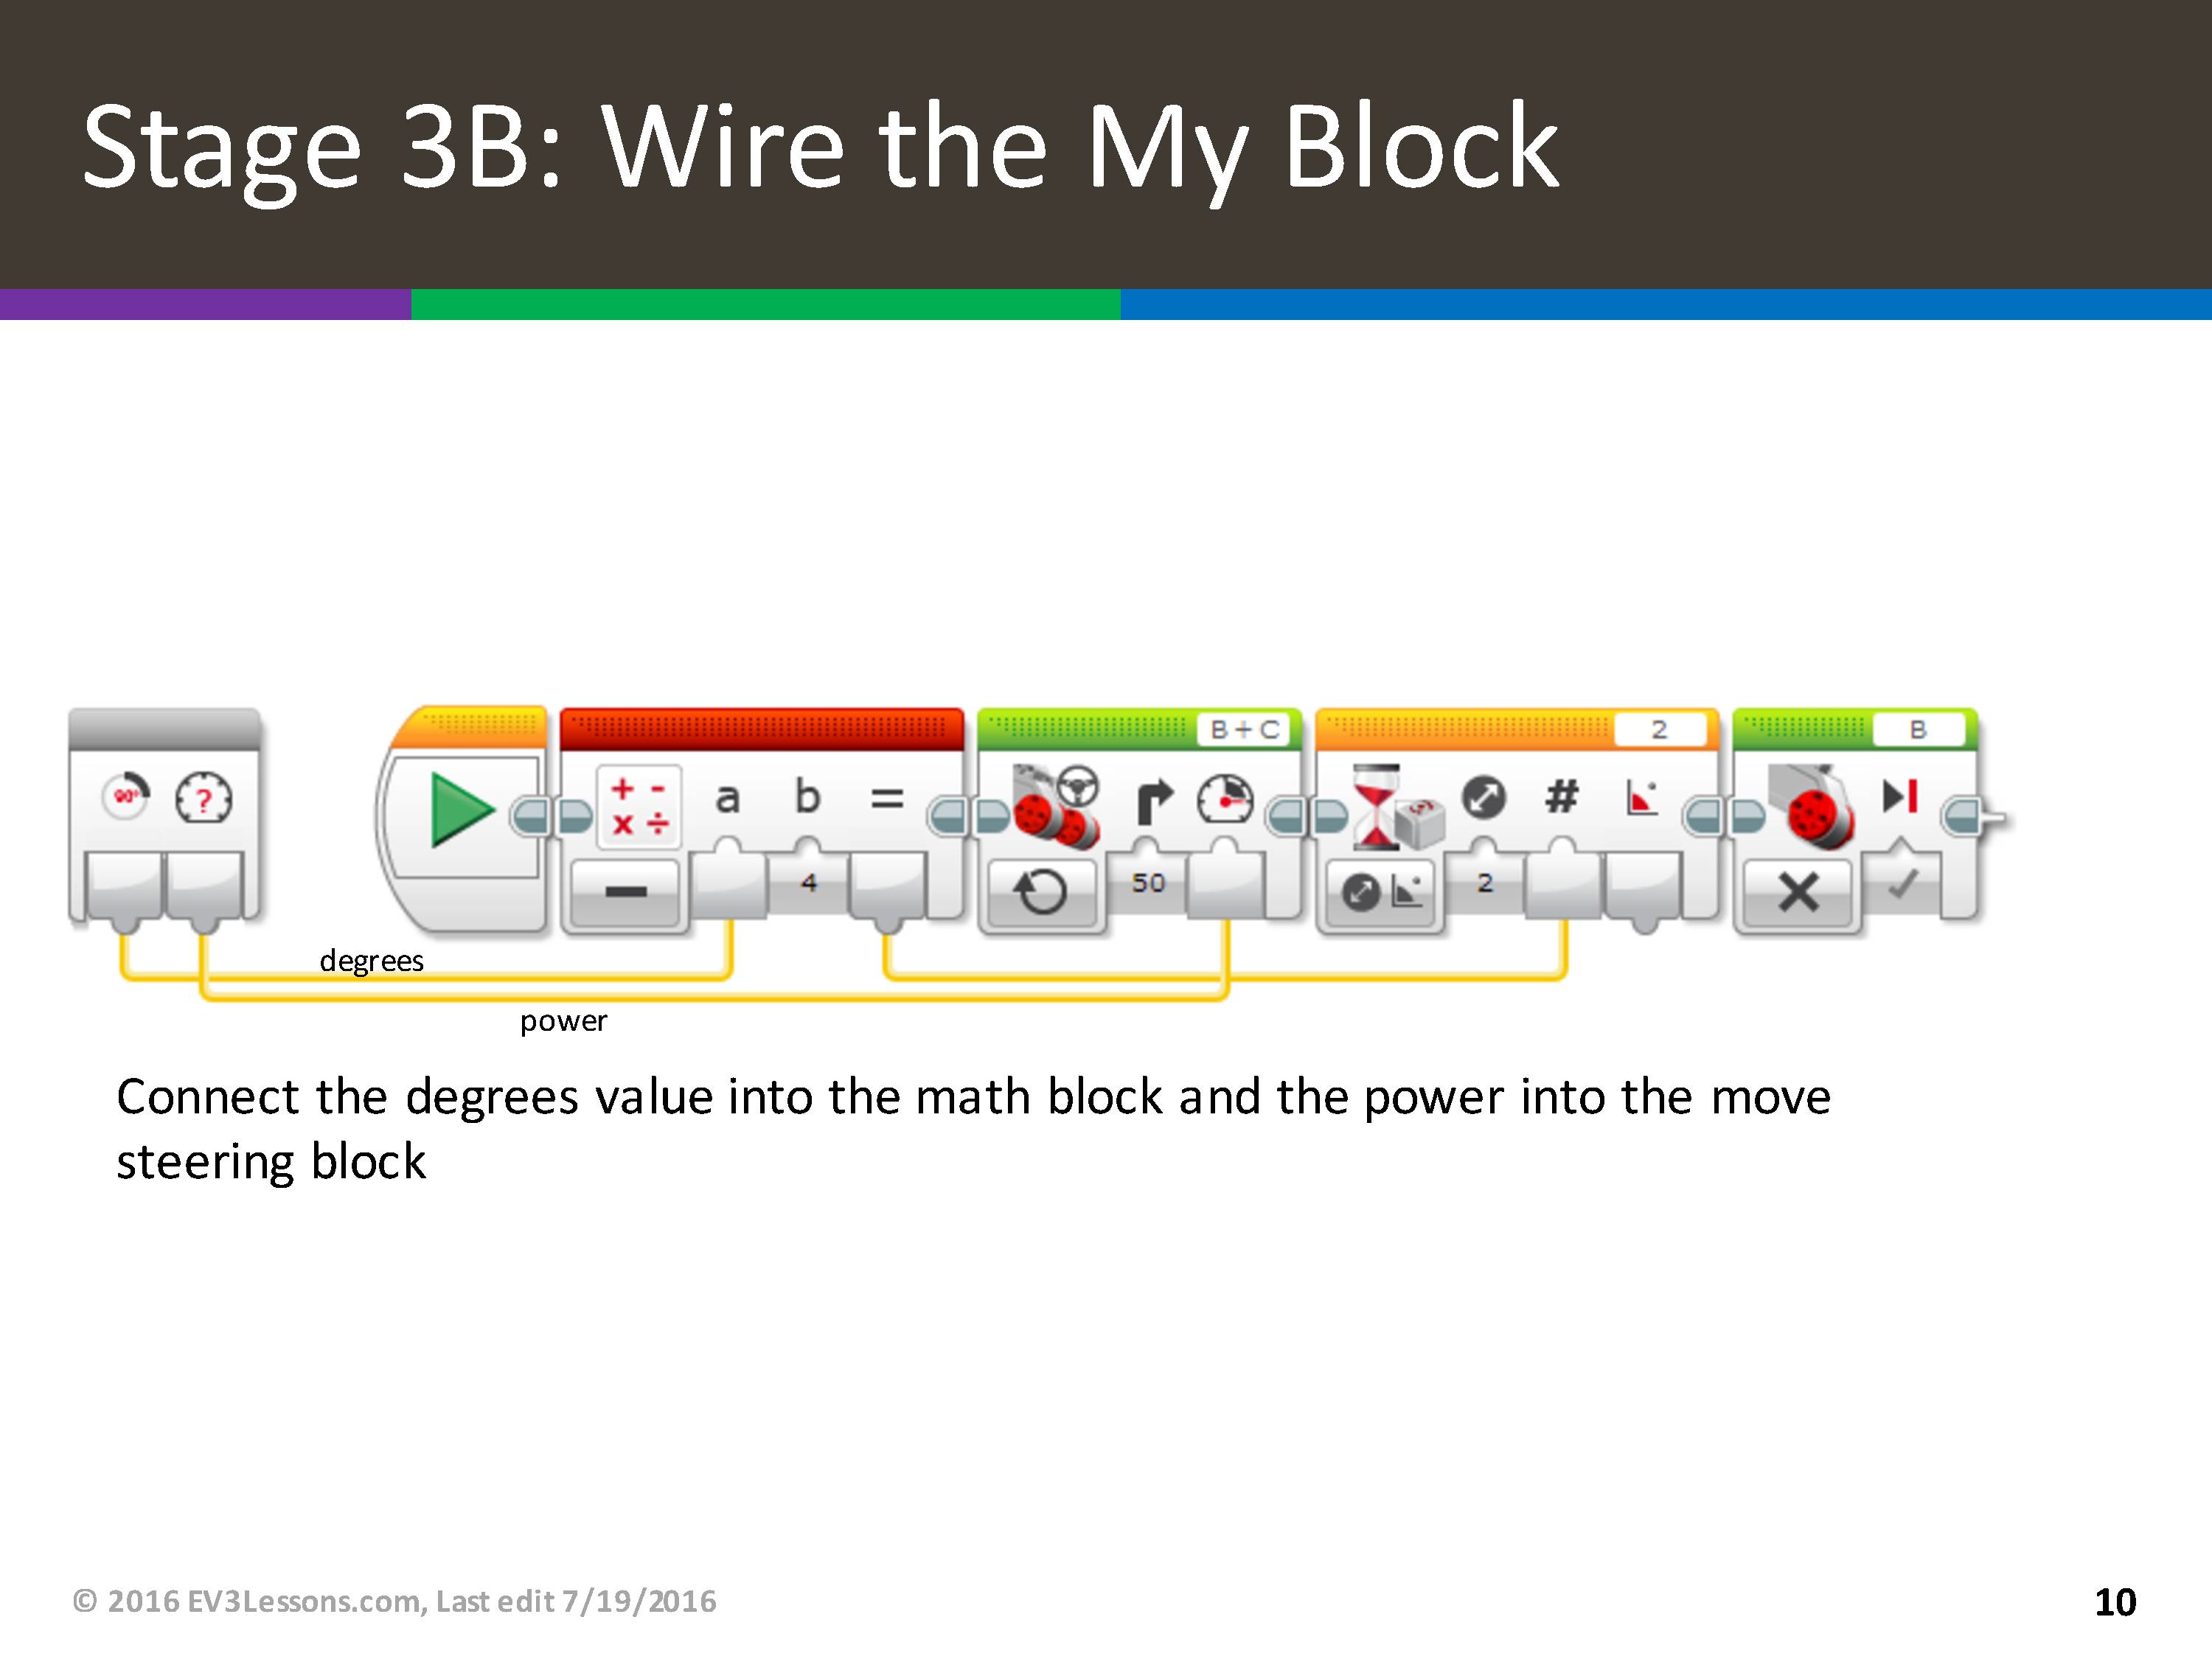 Stage 3B: Wire the My Block
B + C
2
B
90°
?
+ -
x ÷
a b =
#
4
50
2
degrees
power
Connect the degrees value into the math block and the power into the move
steering block
© 2016 EV3Lessons.com, Last edit 7/19/2016
10